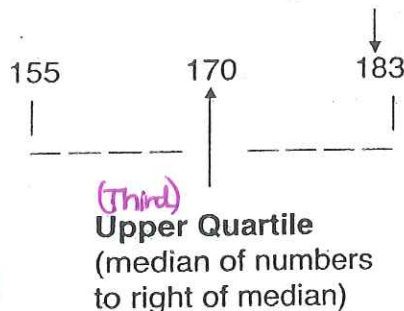 155 170 183
(Third)
Upper Quartile
(median of numbers
to right of median)